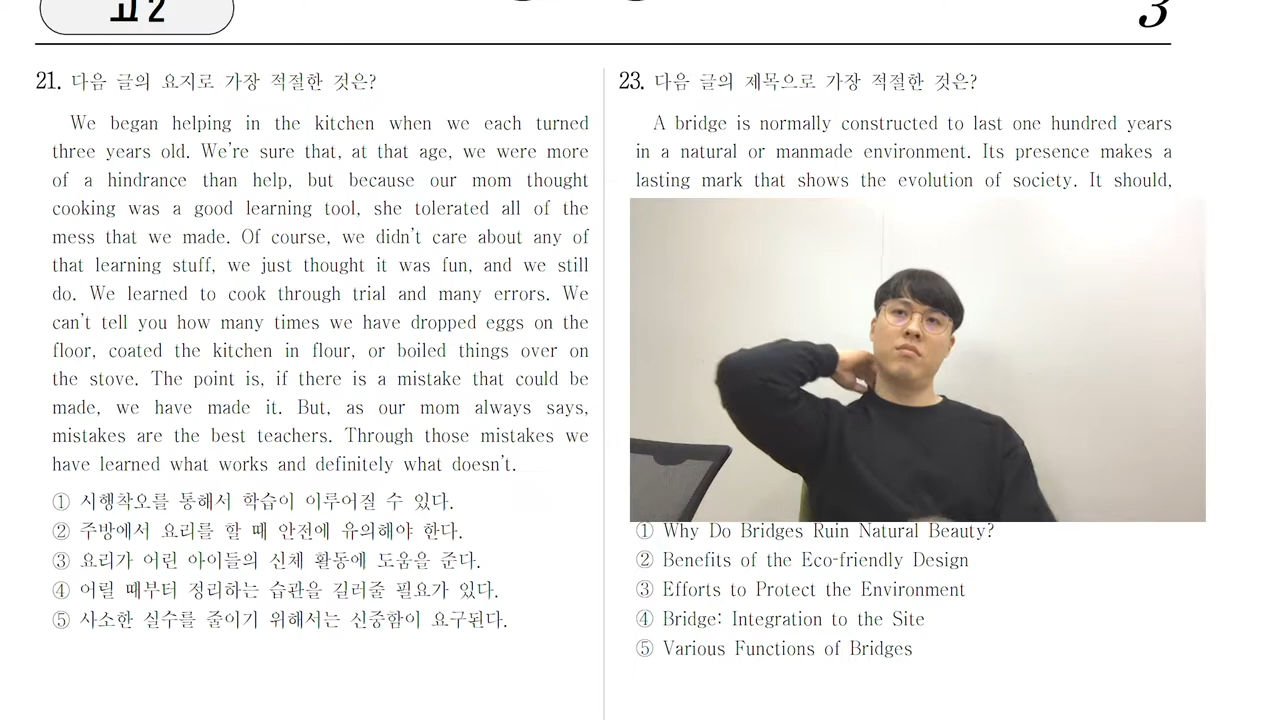 고2
3
21. 다음 글의 요지로 가장 적절한 것은?
We began helping in the kitchen when we each turned
three years old. We're sure that, at that age, we were more
of a hindrance than help, but because our mom thought
cooking was a good learning tool, she tolerated all of the
mess that we made. Of course, we didn't care about any of
that learning stuff, we just thought it was fun, and we still
do. We learned to cook through trial and many errors. We
can't tell you how many times we have dropped eggs on the
floor, coated the kitchen in flour, or boiled things over on
the stove. The point is, if there is a mistake that could be
made, we have made it. But, as our mom always says,
mistakes are the best teachers. Through those mistakes we
have learned what works and definitely what doesn't.
① 시행착오를 통해서 학습이 이루어질 수 있다.
② 주방에서 요리를 할 때 안전에 유의해야 한다.
③ 요리가 어린 아이들의 신체 활동에 도움을 준다.
④ 어릴 때부터 정리하는 습관을 길러줄 필요가 있다.
⑤ 사소한 실수를 줄이기 위해서는 신중함이 요구된다.
23. 다음 글의 제목으로 가장 적절한 것은?
A bridge is normally constructed to last one hundred years
in a natural or manmade environment. Its presence makes a
lasting mark that shows the evolution of society. It should,
① Why Do Bridges Ruin Natural Beauty?
② Benefits of the Eco-friendly Design
③ Efforts to Protect the Environment
④ Bridge: Integration to the Site
⑤ Various Functions of Bridges